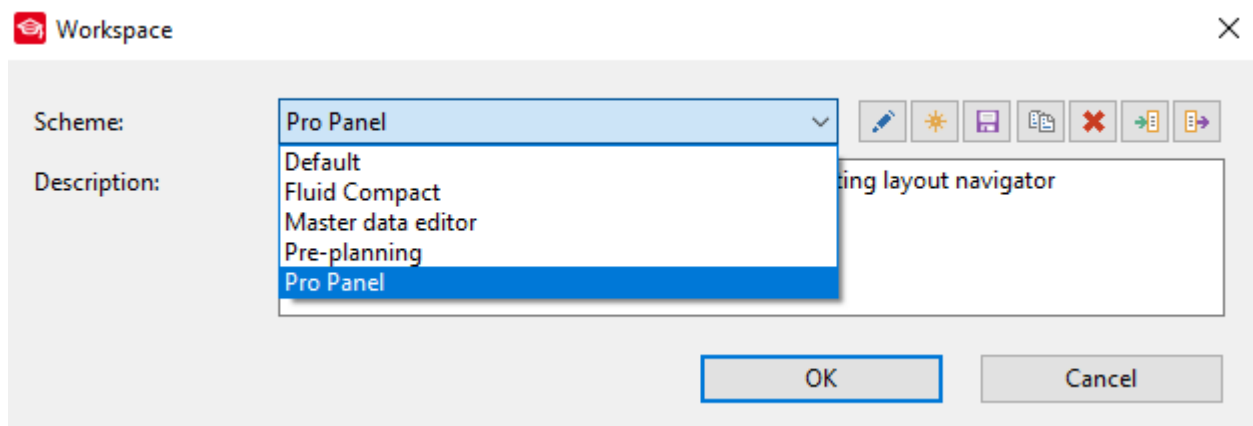 Workspace
Scheme:
Pro Panel
Default
Fluid Compact
Master data editor
Pre-planning
Pro Panel
Description:
layout navigator
OK
Cancel